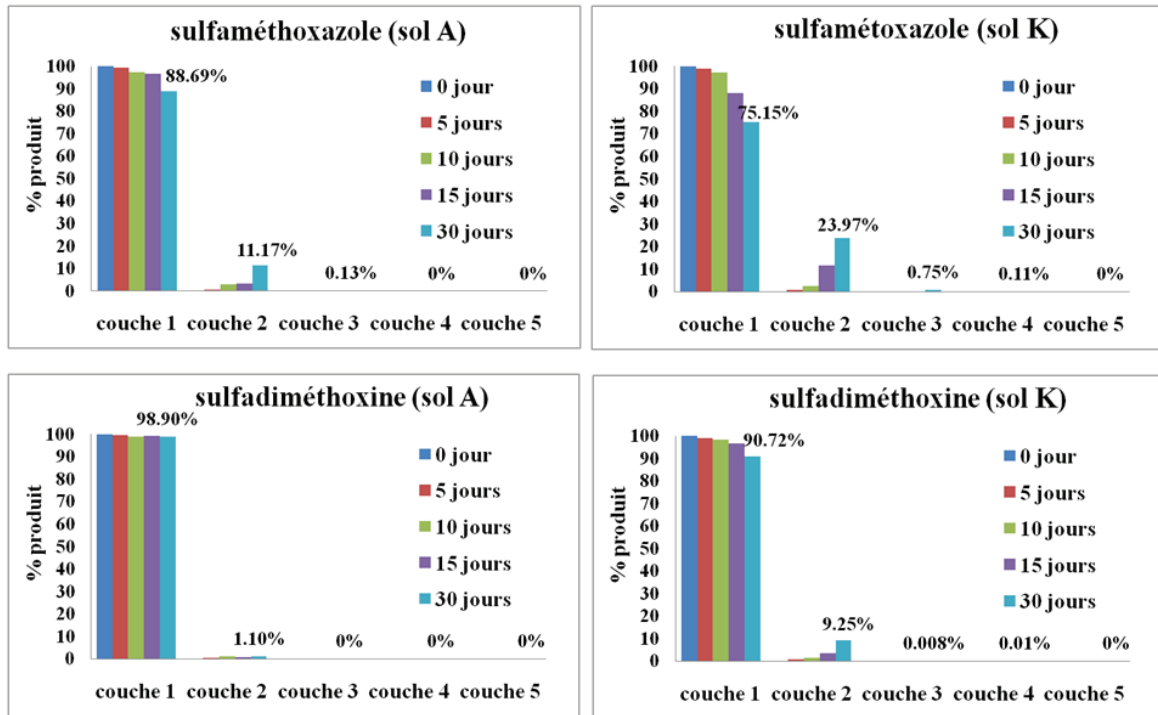 sulfaméthoxazole (sol A)
% produit
100
90
80
70
60
50
40
30
20
10
0
88.69%
11.17%
0.13%
0%
0%
0 jour
5 jours
10 jours
15 jours
30 jours
couche 1 couche 2 couche 3 couche 4 couche 5
sulfamétoxazole (sol K)
% produit
100
90
80
70
60
50
40
30
20
10
0
75.15%
23.97%
0.75%
0.11%
0%
0 jour
5 jours
10 jours
15 jours
30 jours
couche 1 couche 2 couche 3 couche 4 couche 5
sulfadiméthoxine (sol A)
% produit
100
90
80
70
60
50
40
30
20
10
0
98.90%
1.10%
0%
0%
0%
0 jour
5 jours
10 jours
15 jours
30 jours
couche 1 couche 2 couche 3 couche 4 couche 5
sulfadiméthoxine (sol K)
% produit
100
90
80
70
60
50
40
30
20
10
0
90.72%
9.25%
0.008%
0.01%
0%
0 jour
5 jours
10 jours
15 jours
30 jours
couche 1 couche 2 couche 3 couche 4 couche 5